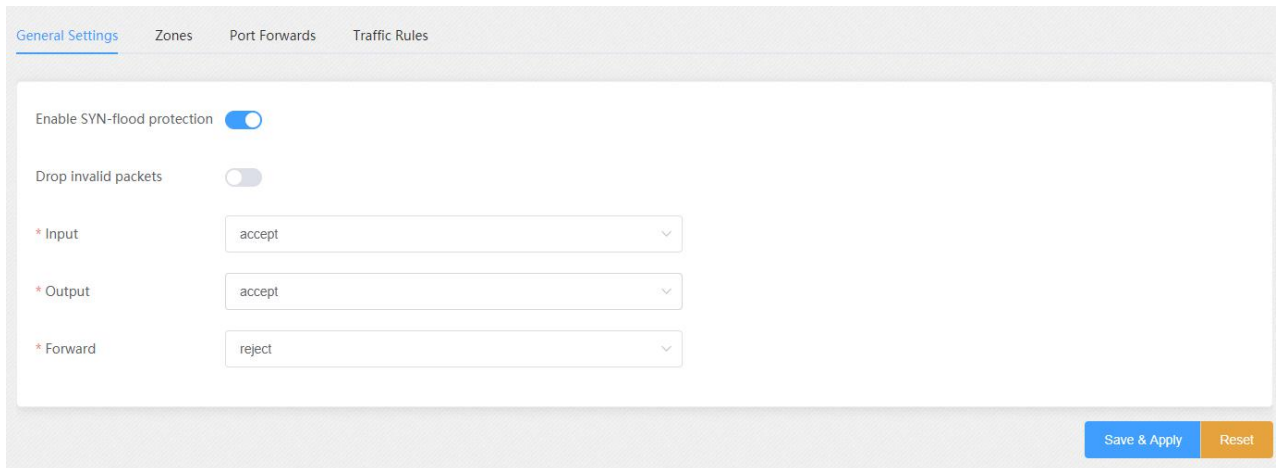 General Settings Zones Port Forwards Traffic Rules
Enable SYN-flood protection
Drop invalid packets
* Input accept
* Output accept
* Forward reject
Save & Apply Reset